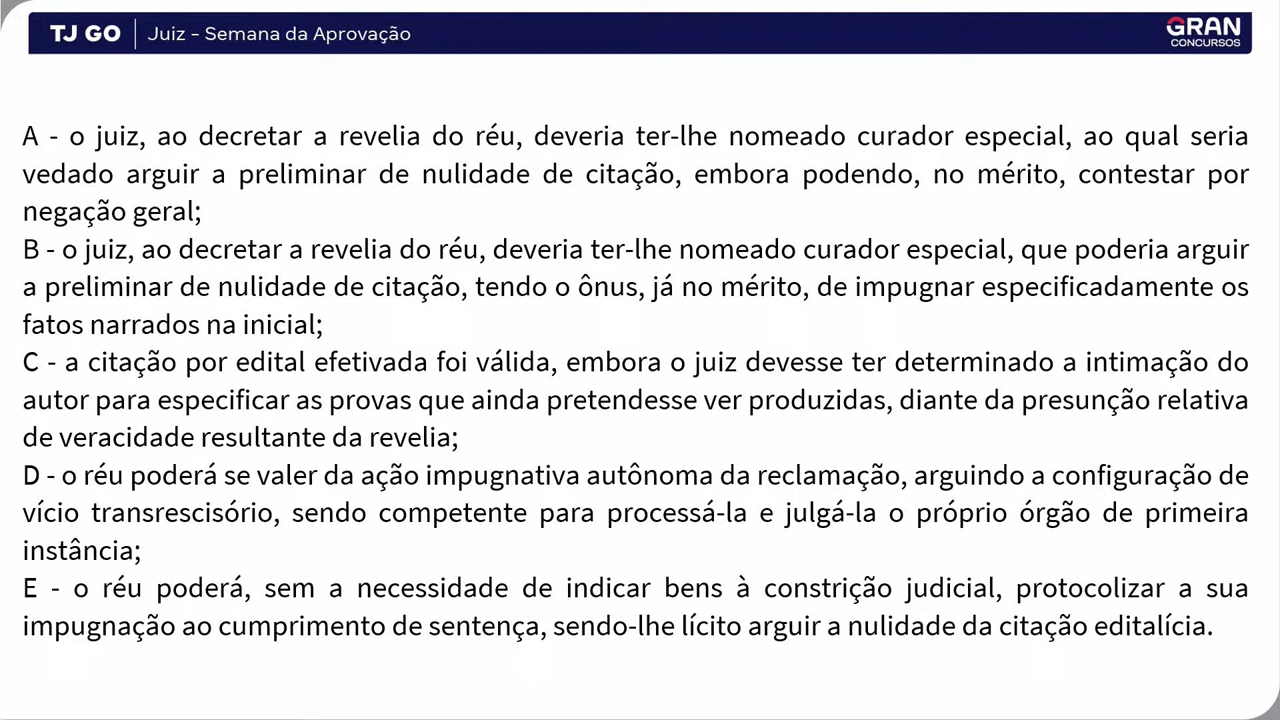 TJ GO | Juiz – Semana da Aprovação
GRAN
CONCURSOS
A - o juiz, ao decretar a revelia do réu, deveria ter-lhe nomeado curador especial, ao qual seria
vedado arguir a preliminar de nulidade de citação, embora podendo, no mérito, contestar por
negação geral;
B - o juiz, ao decretar a revelia do réu, deveria ter-lhe nomeado curador especial, que poderia arguir
a preliminar de nulidade de citação, tendo o ônus, já no mérito, de impugnar especificadamente os
fatos narrados na inicial;
C - a citação por edital efetivada foi válida, embora o juiz devesse ter determinado a intimação do
autor para especificar as provas que ainda pretendesse ver produzidas, diante da presunção relativa
de veracidade resultante da revelia;
D - o réu poderá se valer da ação impugnativa autônoma da reclamação, arguindo a configuração de
vício transrescisório, sendo competente para processá-la e julgá-la o próprio órgão de primeira
instância;
E - o réu poderá, sem a necessidade de indicar bens à constrição judicial, protocolizar a sua
impugnação ao cumprimento de sentença, sendo-lhe lícito arguir a nulidade da citação editalícia.